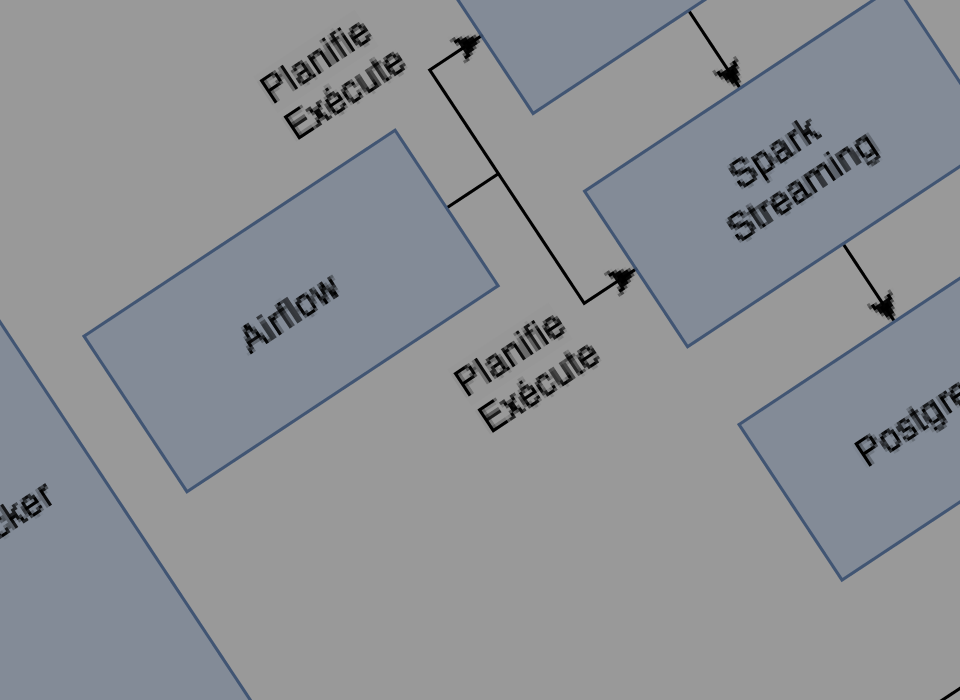 Planifie
Exécute
Spark
Streaming
Airflow
Planifie
Exécute